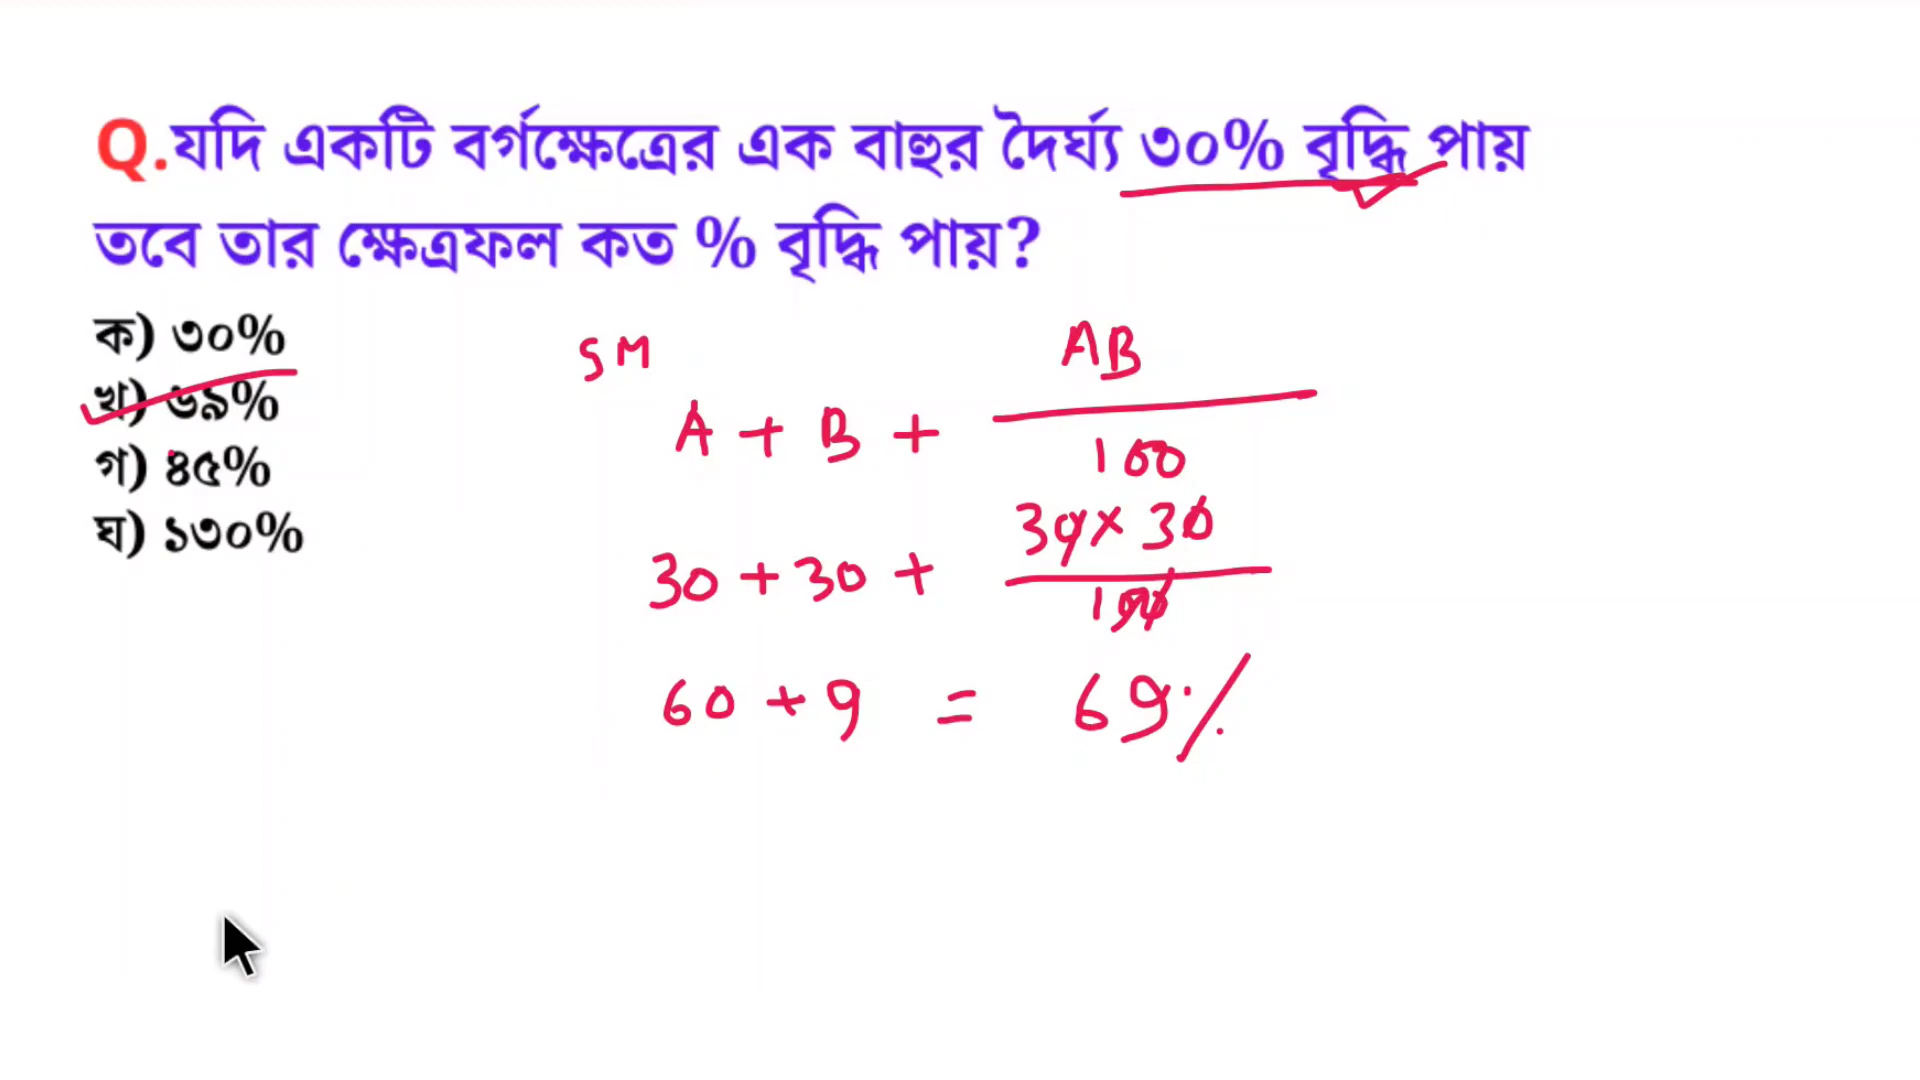 Q.যদি একটি বর্গক্ষেত্রের এক বাহুর দৈর্ঘ্য ৩০% বৃদ্ধি পায়
তবে তার ক্ষেত্রফল কত % বৃদ্ধি পায়?
ক) ৩০%
খ) ৬৯%
গ) ৪৫%
ঘ) ১৩০%
SM
A + B + AB/100
30 + 30 + 30 x 30/100
60 + 9 = 69%